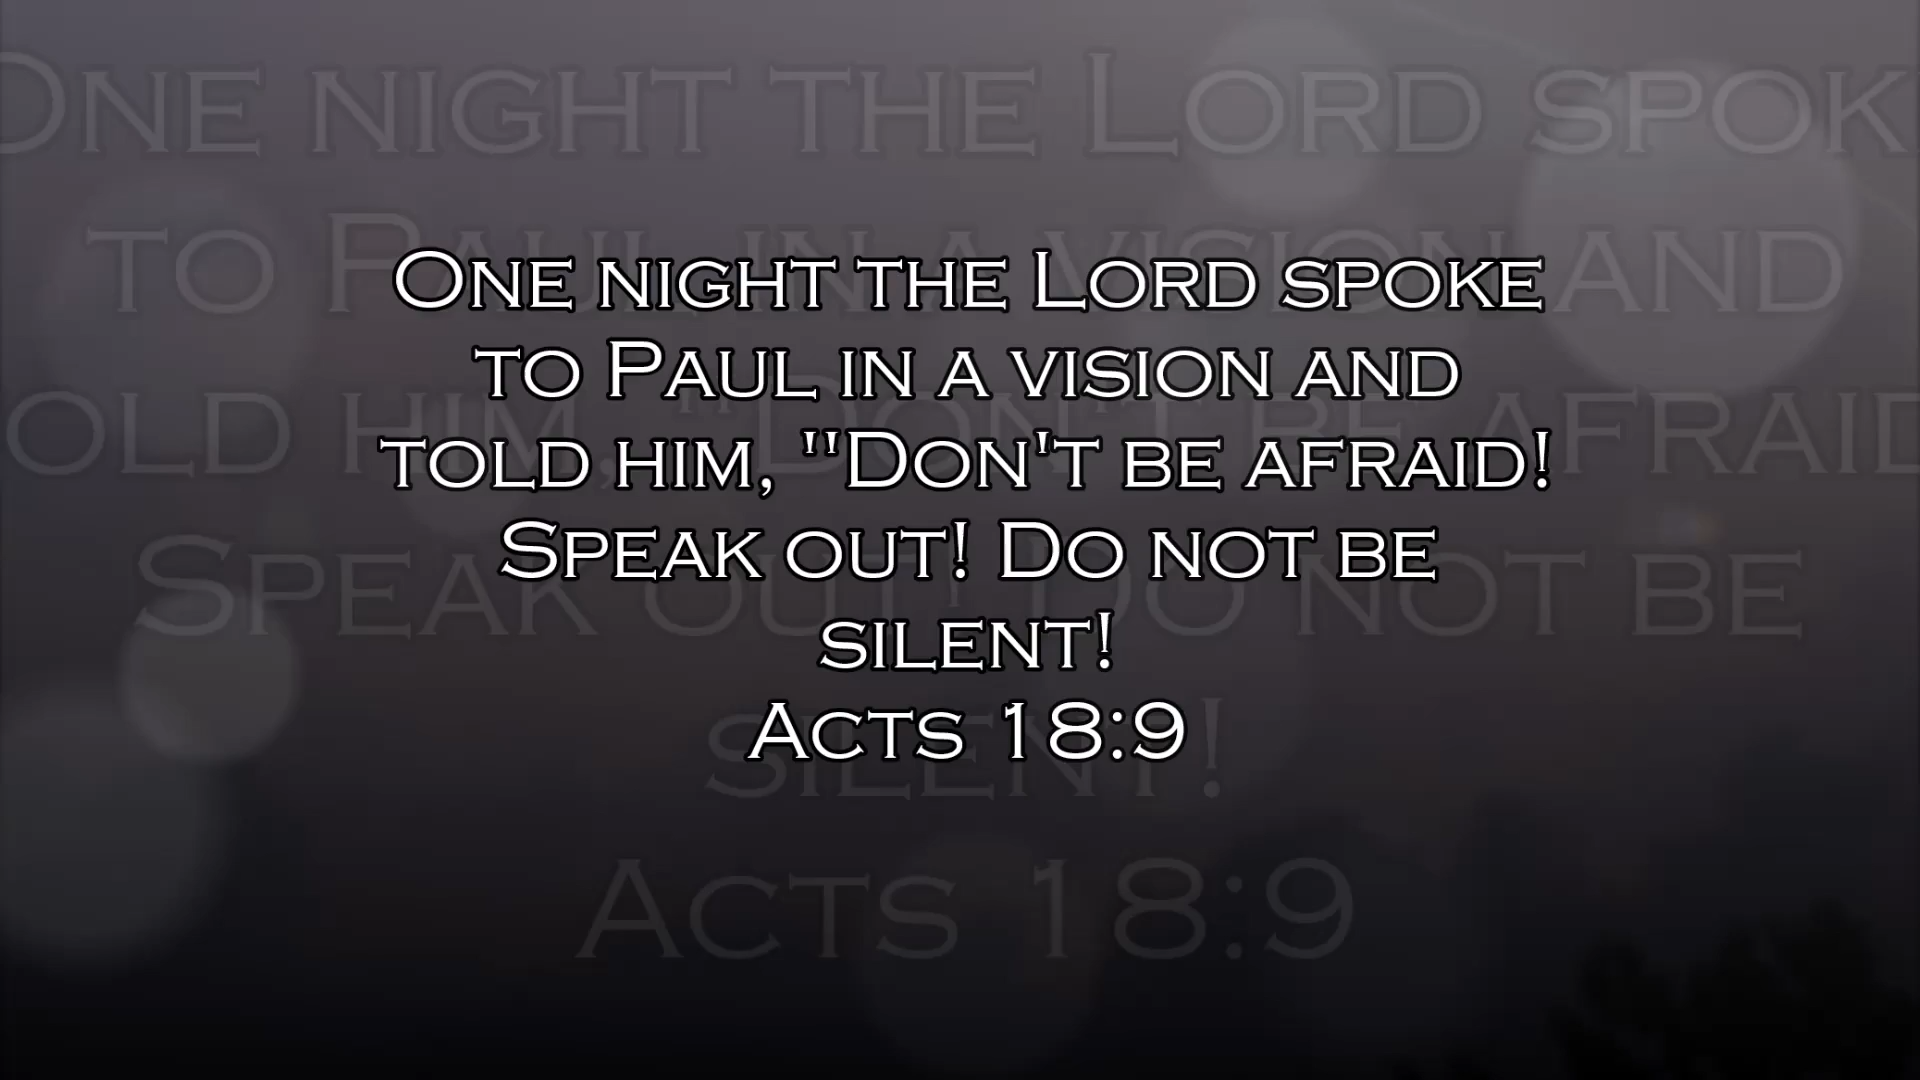 One night the Lord spoke
to Paul in a vision and
told him, "Don't be afraid!
Speak out! Do not be
silent!
Acts 18:9